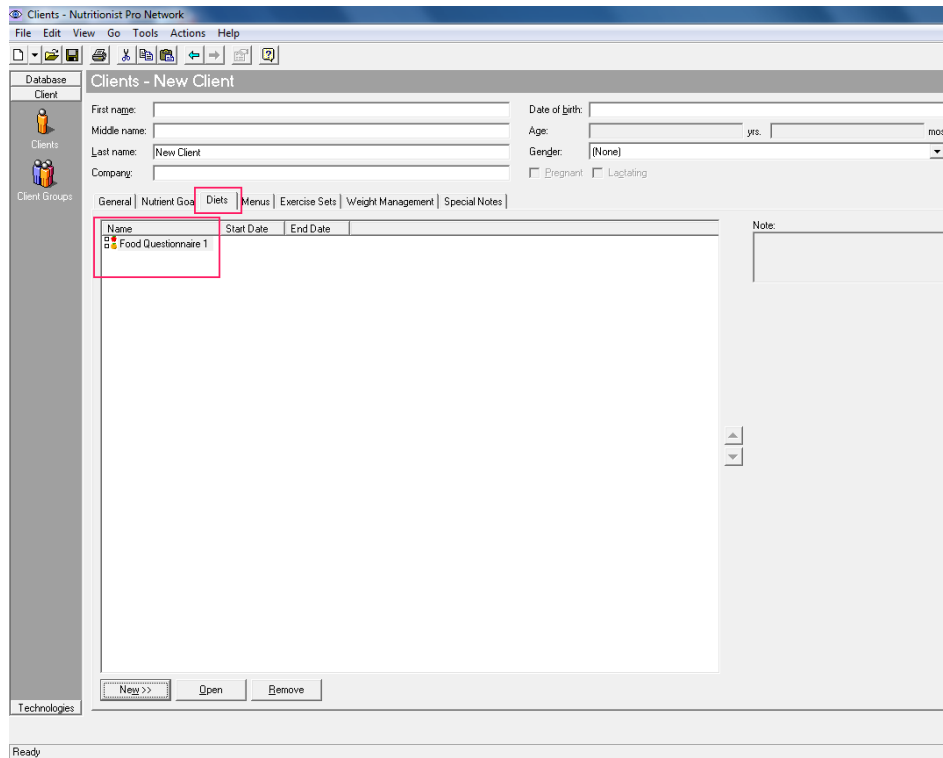 Clients - Nutritionist Pro Network
File Edit View Go Tools Actions Help
Database
Client
Clients
Client Groups
Technologies
Clients - New Client
First name:
Middle name:
Last name: New Client
Company:
Date of birth:
Age: yrs. mos
Gender: (None)
Pregnant Lactating
General Nutrient Goa Diets Menus Exercise Sets Weight Management Special Notes
Name Start Date End Date
Food Questionnaire 1
Note:
New >> Open Remove
Ready